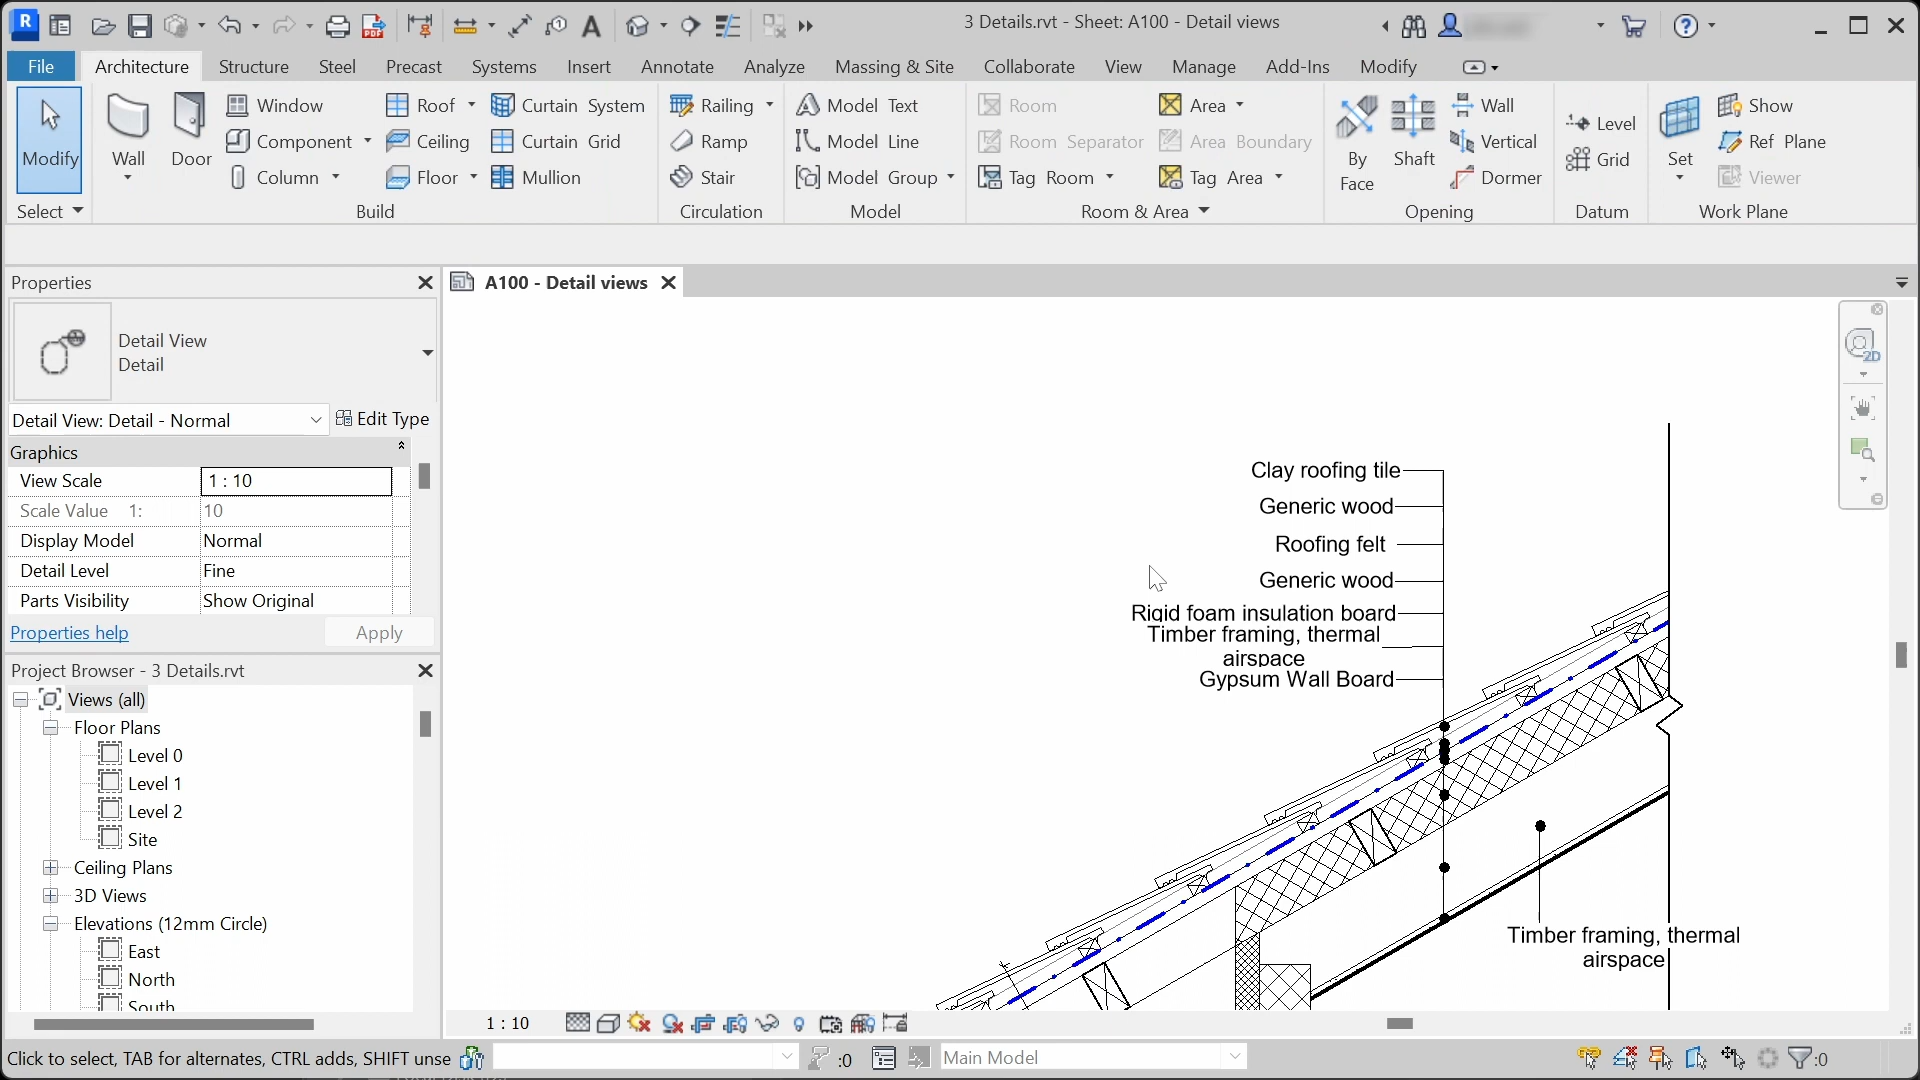 R
PDF
A
3 Details.rvt - Sheet: A100 - Detail views
?
File
Architecture
Structure
Steel
Precast
Systems
Insert
Annotate
Analyze
Massing & Site
Collaborate
View
Manage
Add-Ins
Modify
Modify
Wall
Door
Window
Component
Column
Roof
Ceiling
Floor
Curtain System
Curtain Grid
Mullion
Railing
Ramp
Stair
Model Text
Model Line
Model Group
Room
Room Separator
Tag Room
Area
Area Boundary
Tag Area
By
Face
Shaft
Wall
Vertical
Dormer
Level
Grid
Set
Show
Ref Plane
Viewer
Select
Build
Circulation
Model
Room & Area
Opening
Datum
Work Plane
Properties
A100 - Detail views
Detail View
Detail
Detail View: Detail - Normal
Edit Type
Graphics
View Scale
1 : 10
Scale Value 1:
10
Display Model
Normal
Detail Level
Fine
Parts Visibility
Show Original
Properties help
Apply
Project Browser - 3 Details.rvt
Views (all)
Floor Plans
Level 0
Level 1
Level 2
Site
Ceiling Plans
3D Views
Elevations (12mm Circle)
East
North
South
2D
Clay roofing tile
Generic wood
Roofing felt
Generic wood
Rigid foam insulation board
Timber framing, thermal
airspace
Gypsum Wall Board
Timber framing, thermal
airspace
1 : 10
Click to select, TAB for alternates, CTRL adds, SHIFT unse
:0
Main Model
:0